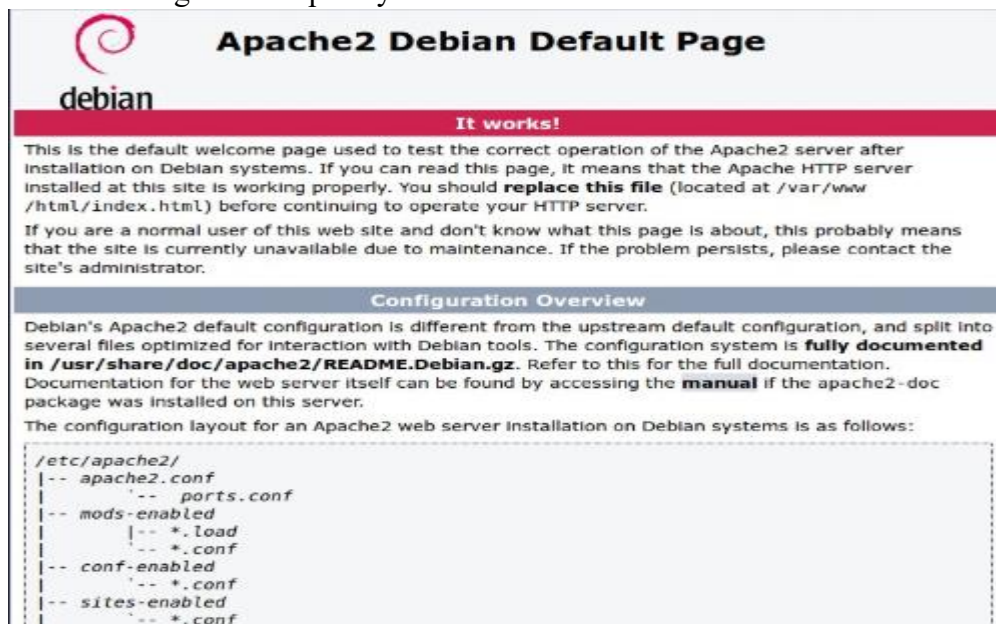 Apache2 Debian Default Page
debian
It works!
This is the default welcome page used to test the correct operation of the Apache2 server after
installation on Debian systems. If you can read this page, it means that the Apache HTTP server
installed at this site is working properly. You should replace this file (located at /var/www
/html/index.html) before continuing to operate your HTTP server.
If you are a normal user of this web site and don't know what this page is about, this probably means
that the site is currently unavailable due to maintenance. If the problem persists, please contact the
site's administrator.
Configuration Overview
Debian's Apache2 default configuration is different from the upstream default configuration, and split into
several files optimized for interaction with Debian tools. The configuration system is fully documented
in /usr/share/doc/apache2/README.Debian.gz. Refer to this for the full documentation.
Documentation for the web server itself can be found by accessing the manual if the apache2-doc
package was installed on this server.
The configuration layout for an Apache2 web server installation on Debian systems is as follows:
/etc/apache2/
|-- apache2.conf
|       `--  ports.conf
|-- mods-enabled
|       |-- *.load
|       `-- *.conf
|-- conf-enabled
|       `-- *.conf
|-- sites-enabled
|       `-- *.conf